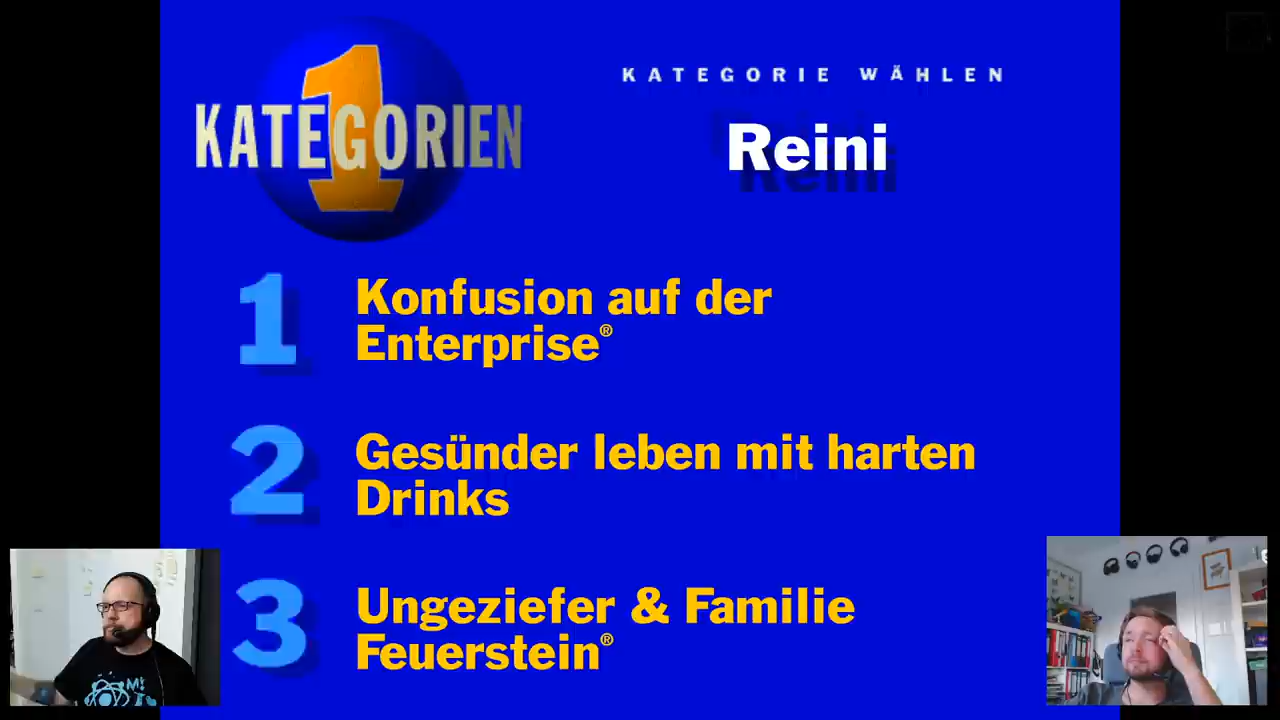 1
KATEGORIEN
KATEGORIE WÄHLEN
Reini
1
Konfusion auf der
Enterprise®
2
Gesünder leben mit harten
Drinks
3
Ungeziefer & Familie
Feuerstein®